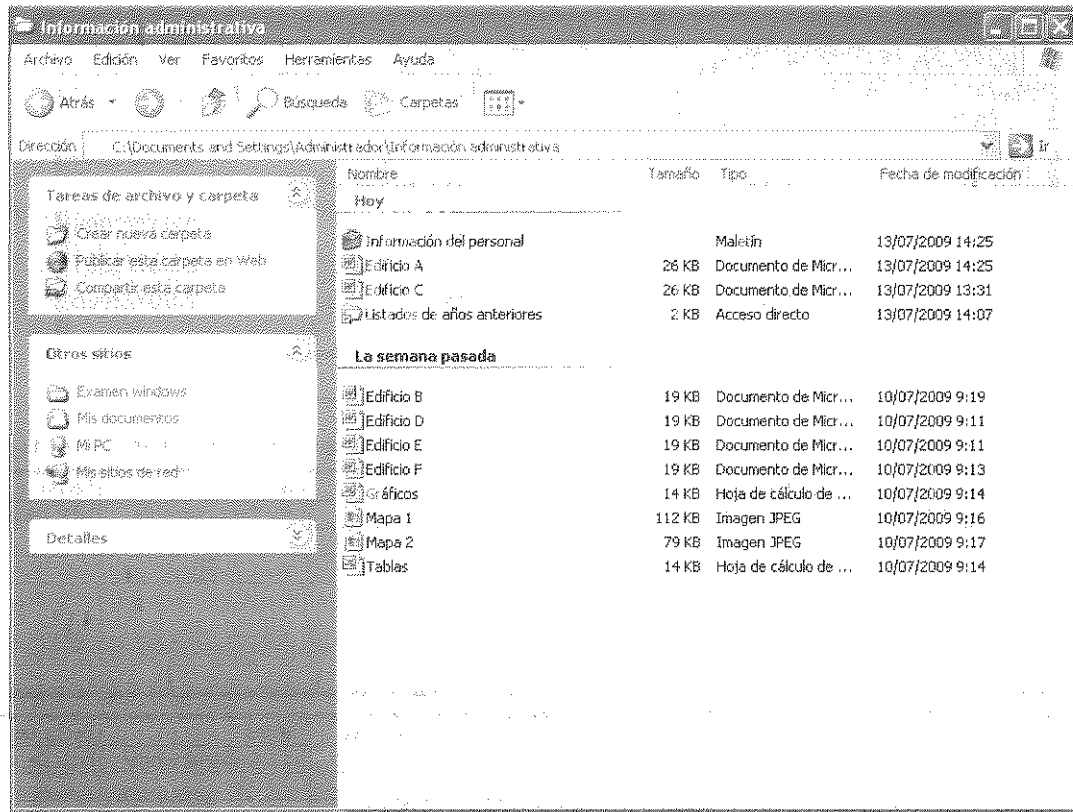 Información administrativa
Archivo Edición Ver Favoritos Herramientas Ayuda
Atrás Búsqueda Carpetas
Dirección C:\Documents and Settings\Administrador\Información administrativa Ir
Tareas de archivo y carpeta
Crear nueva carpeta
Publicar esta carpeta en Web
Compartir esta carpeta
Otros sitios
Examen windows
Mis documentos
Mi PC
Mis sitios de red
Detalles
Nombre Tamaño Tipo Fecha de modificación
Hoy
Información del personal Maletín 13/07/2009 14:25
Edificio A 26 KB Documento de Micr... 13/07/2009 14:25
Edificio C 26 KB Documento de Micr... 13/07/2009 13:31
Listados de años anteriores 2 KB Acceso directo 13/07/2009 14:07
La semana pasada
Edificio B 19 KB Documento de Micr... 10/07/2009 9:19
Edificio D 19 KB Documento de Micr... 10/07/2009 9:11
Edificio E 19 KB Documento de Micr... 10/07/2009 9:11
Edificio F 19 KB Documento de Micr... 10/07/2009 9:13
Gráficos 14 KB Hoja de cálculo de ... 10/07/2009 9:14
Mapa 1 112 KB Imagen JPEG 10/07/2009 9:16
Mapa 2 79 KB Imagen JPEG 10/07/2009 9:17
Tablas 14 KB Hoja de cálculo de ... 10/07/2009 9:14